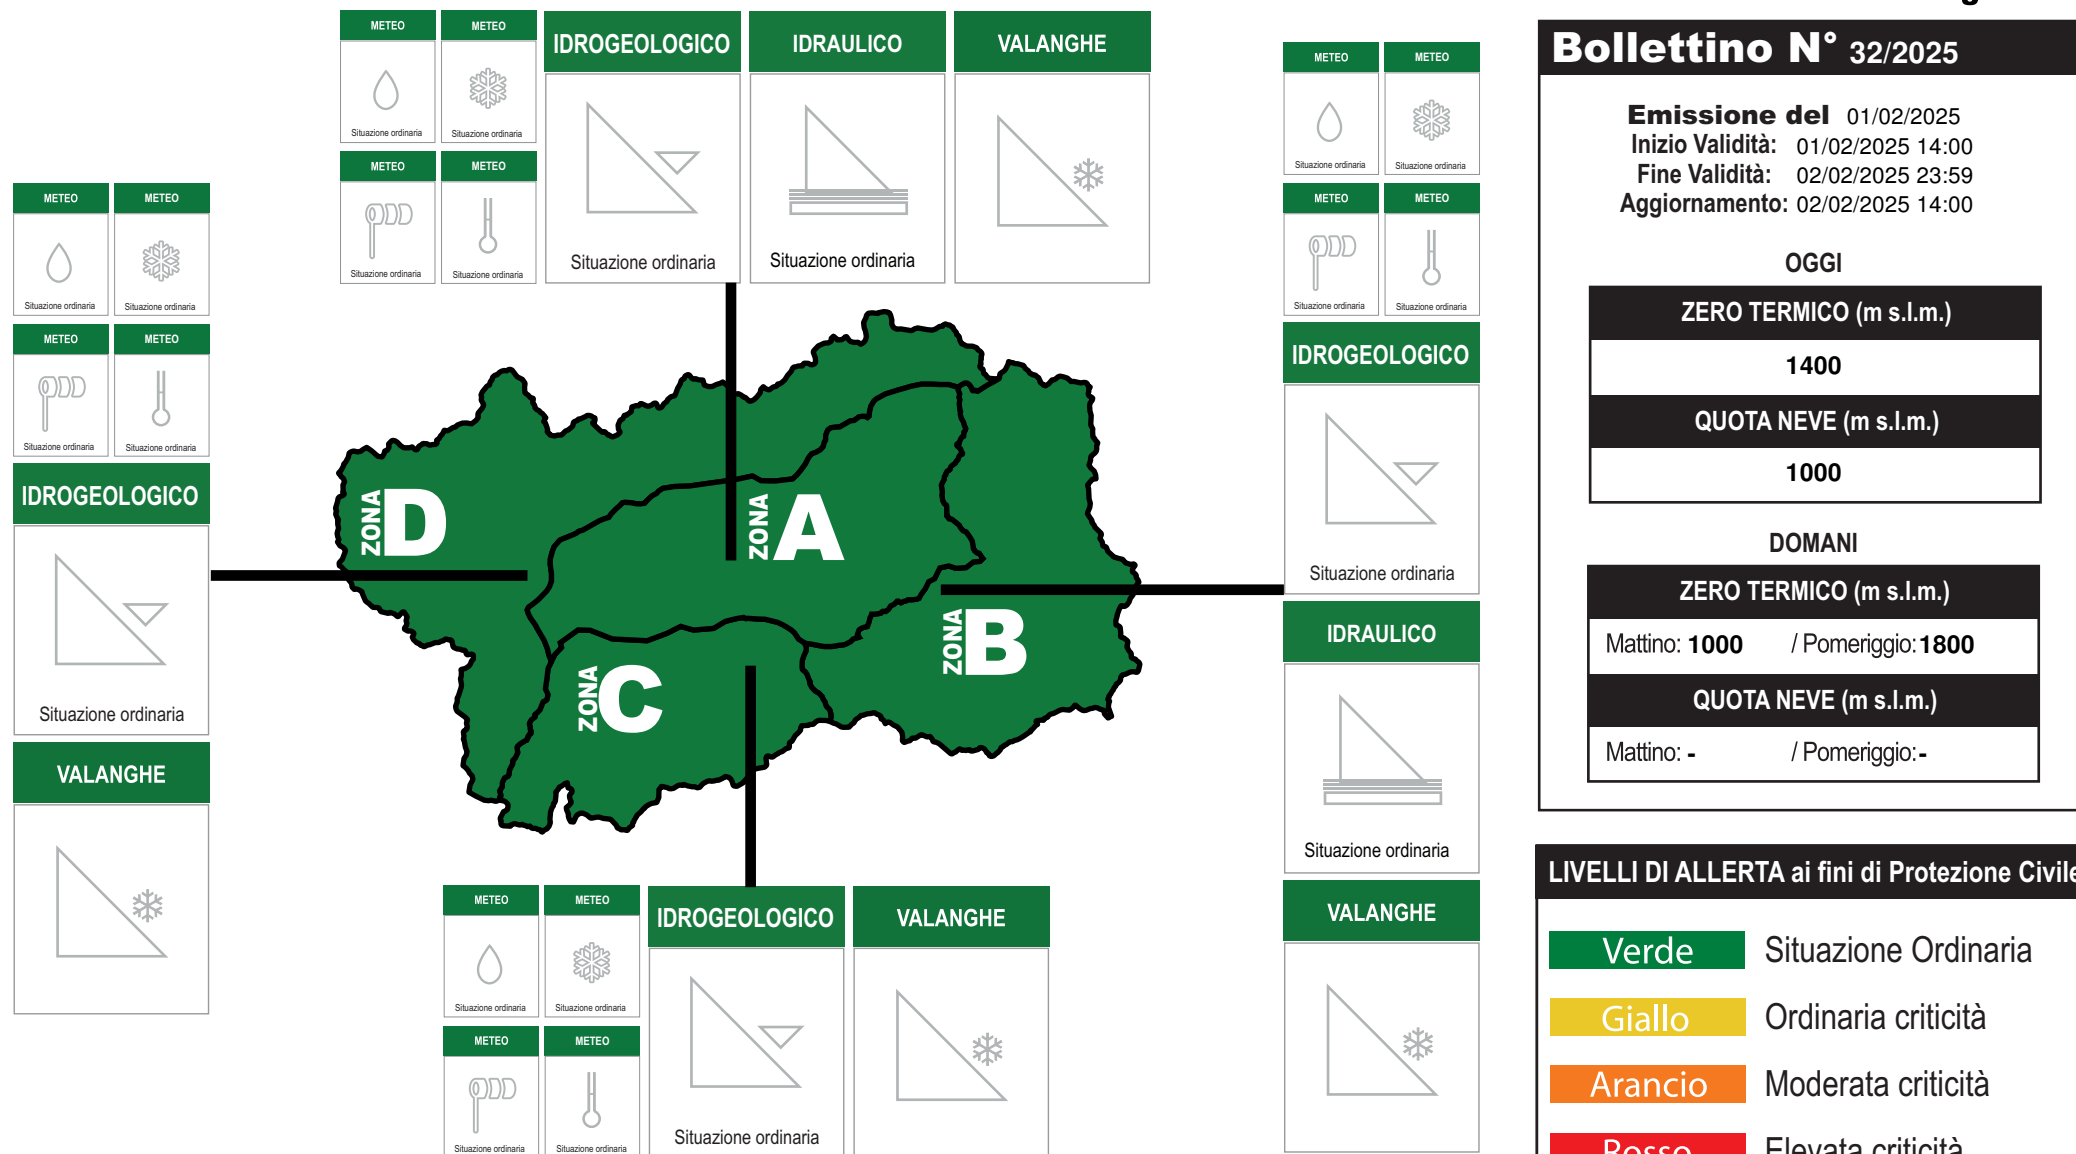 METEO METEO
Situazione ordinaria Situazione ordinaria
METEO METEO
Situazione ordinaria Situazione ordinaria
IDROGEOLOGICO
Situazione ordinaria
IDRAULICO
Situazione ordinaria
VALANGHE
METEO METEO
Situazione ordinaria Situazione ordinaria
METEO METEO
Situazione ordinaria Situazione ordinaria
IDROGEOLOGICO
Situazione ordinaria
VALANGHE
ZONA D
ZONA A
ZONA B
ZONA C
METEO METEO
Situazione ordinaria Situazione ordinaria
METEO METEO
Situazione ordinaria Situazione ordinaria
IDROGEOLOGICO
Situazione ordinaria
VALANGHE
METEO METEO
Situazione ordinaria Situazione ordinaria
METEO METEO
Situazione ordinaria Situazione ordinaria
IDROGEOLOGICO
Situazione ordinaria
IDRAULICO
Situazione ordinaria
VALANGHE
Bollettino N° 32/2025
Emissione del 01/02/2025
Inizio Validità: 01/02/2025 14:00
Fine Validità: 02/02/2025 23:59
Aggiornamento: 02/02/2025 14:00
OGGI
ZERO TERMICO (m s.l.m.)
1400
QUOTA NEVE (m s.l.m.)
1000
DOMANI
ZERO TERMICO (m s.l.m.)
Mattino: 1000 / Pomeriggio: 1800
QUOTA NEVE (m s.l.m.)
Mattino: - / Pomeriggio: -
LIVELLI DI ALLERTA ai fini di Protezione Civile
Verde Situazione Ordinaria
Giallo Ordinaria criticità
Arancio Moderata criticità
Rosso Elevata criticità